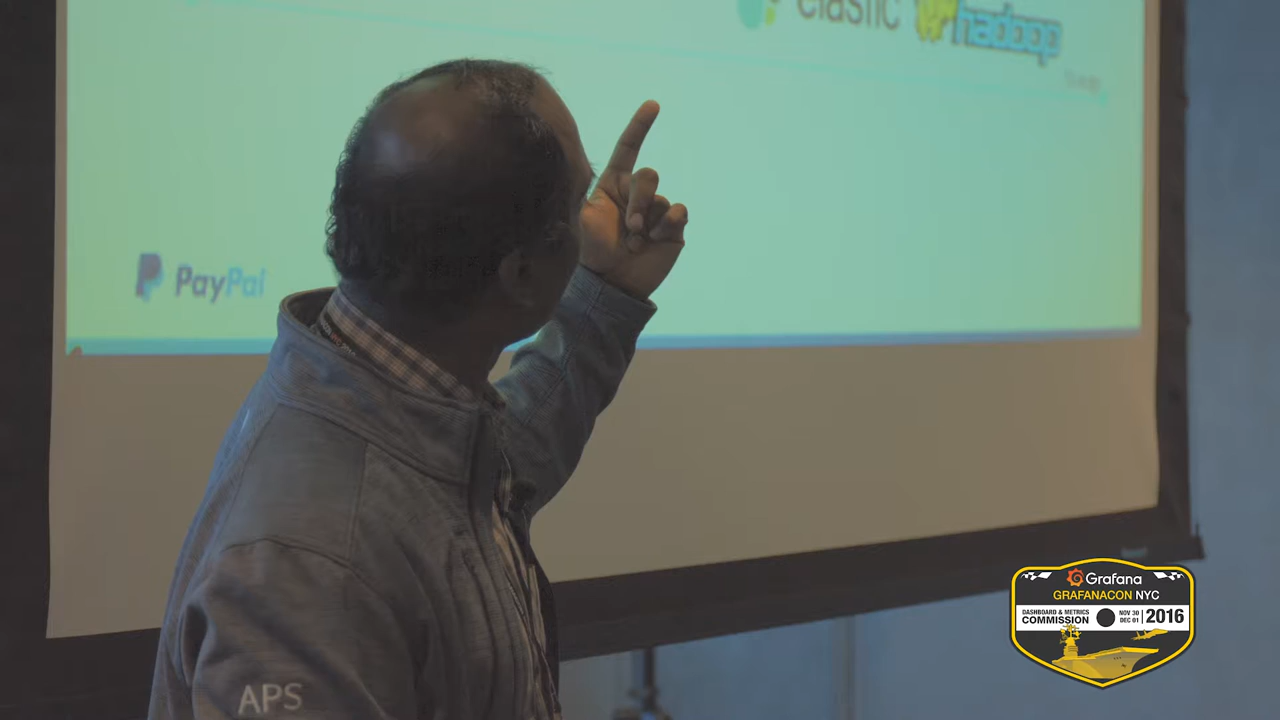 elastic
hadoop
PayPal
APS
Grafana
GRAFANACON NYC
DASHBOARD & METRICS
COMMISSION
NOV 30
DEC 01
2016